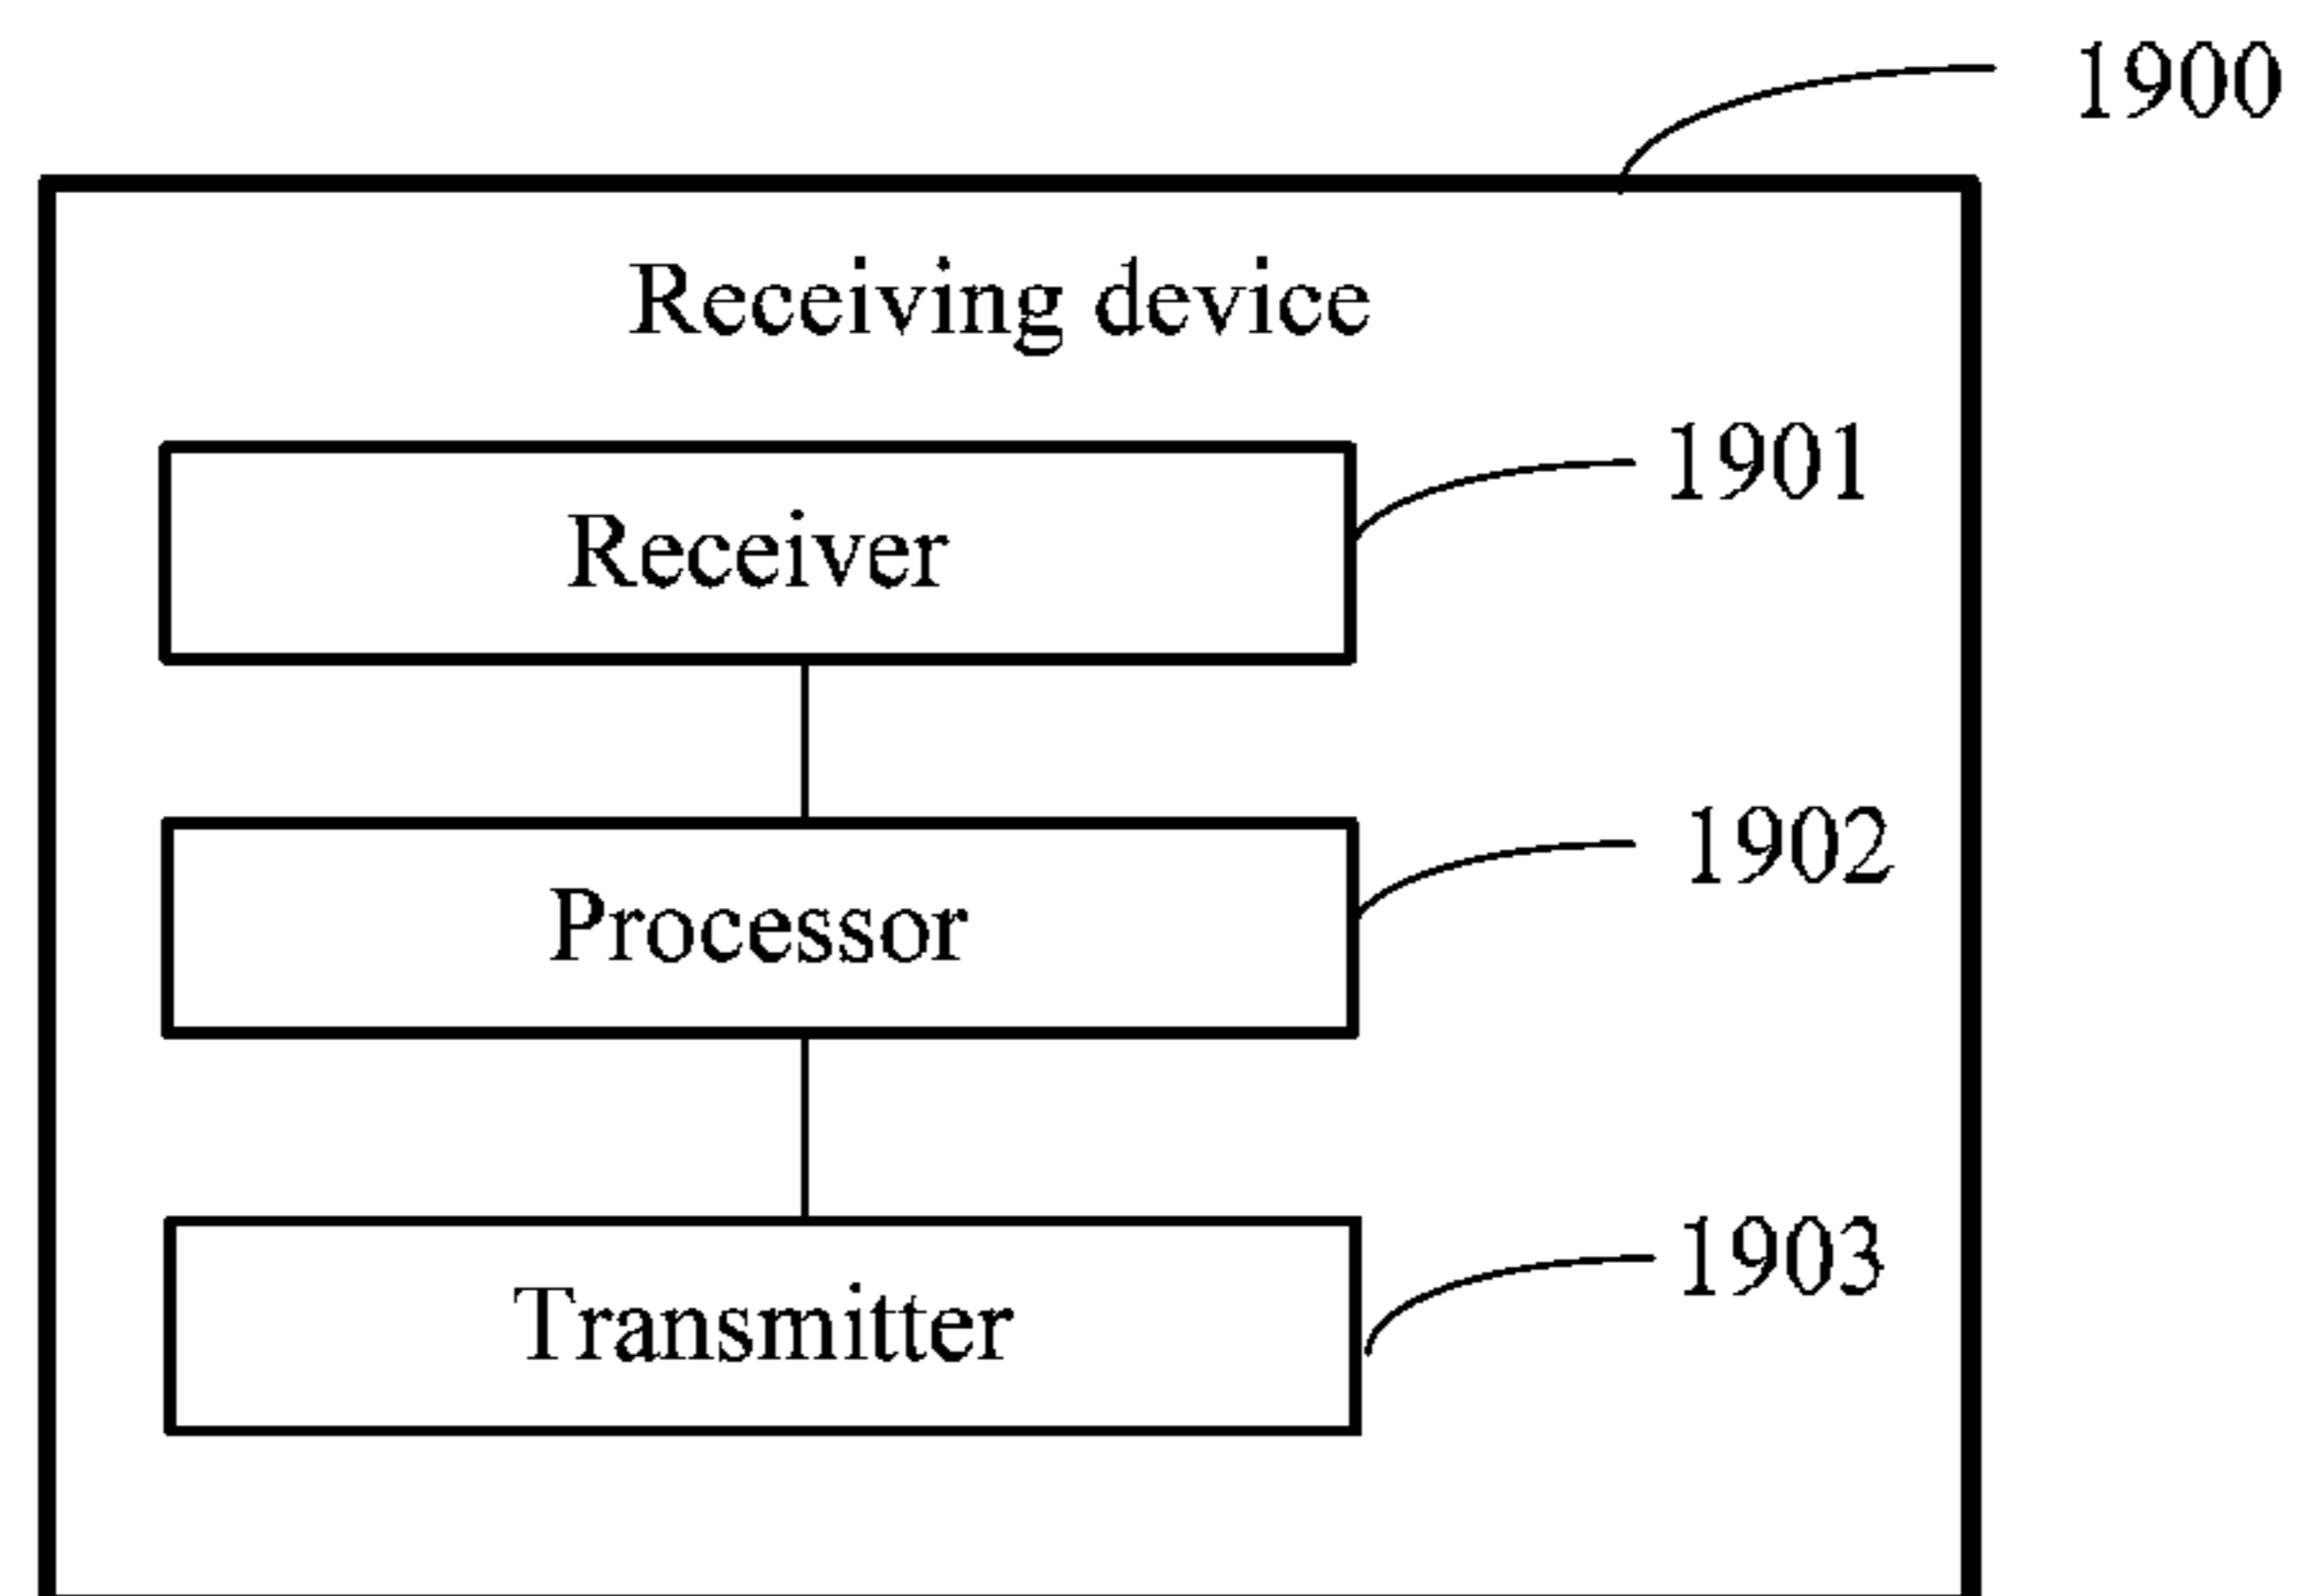 1900
Receiving device
1901
Receiver
1902
Processor
1903
Transmitter